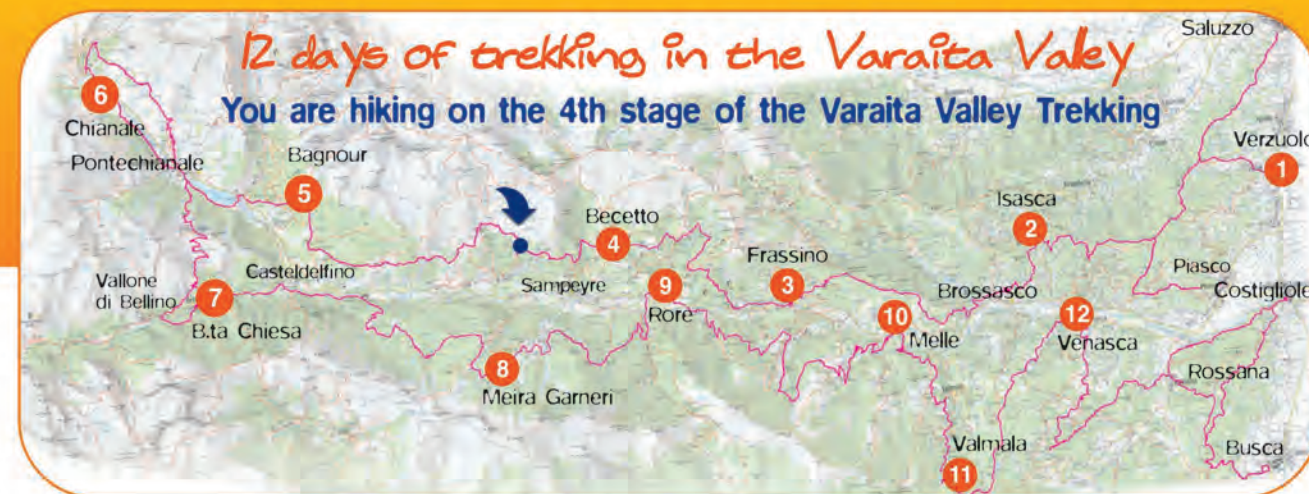 12 days of trekking in the Varaita Valley
You are hiking on the 4th stage of the Varaita Valley Trekking
Saluzzo
6
Chianale
Verzuolo
1
Pontechianale
Bagnour
5
Isasca
2
Becetto
4
Frassino
3
Vallone
di Bellino
7
B.ta Chiesa
Casteldelfino
Sampeyre
9
Rore
Brossasco
Piasco
Costigliole
10
Melle
12
Venasca
8
Meira Garneri
Rossana
Valmala
11
Busca